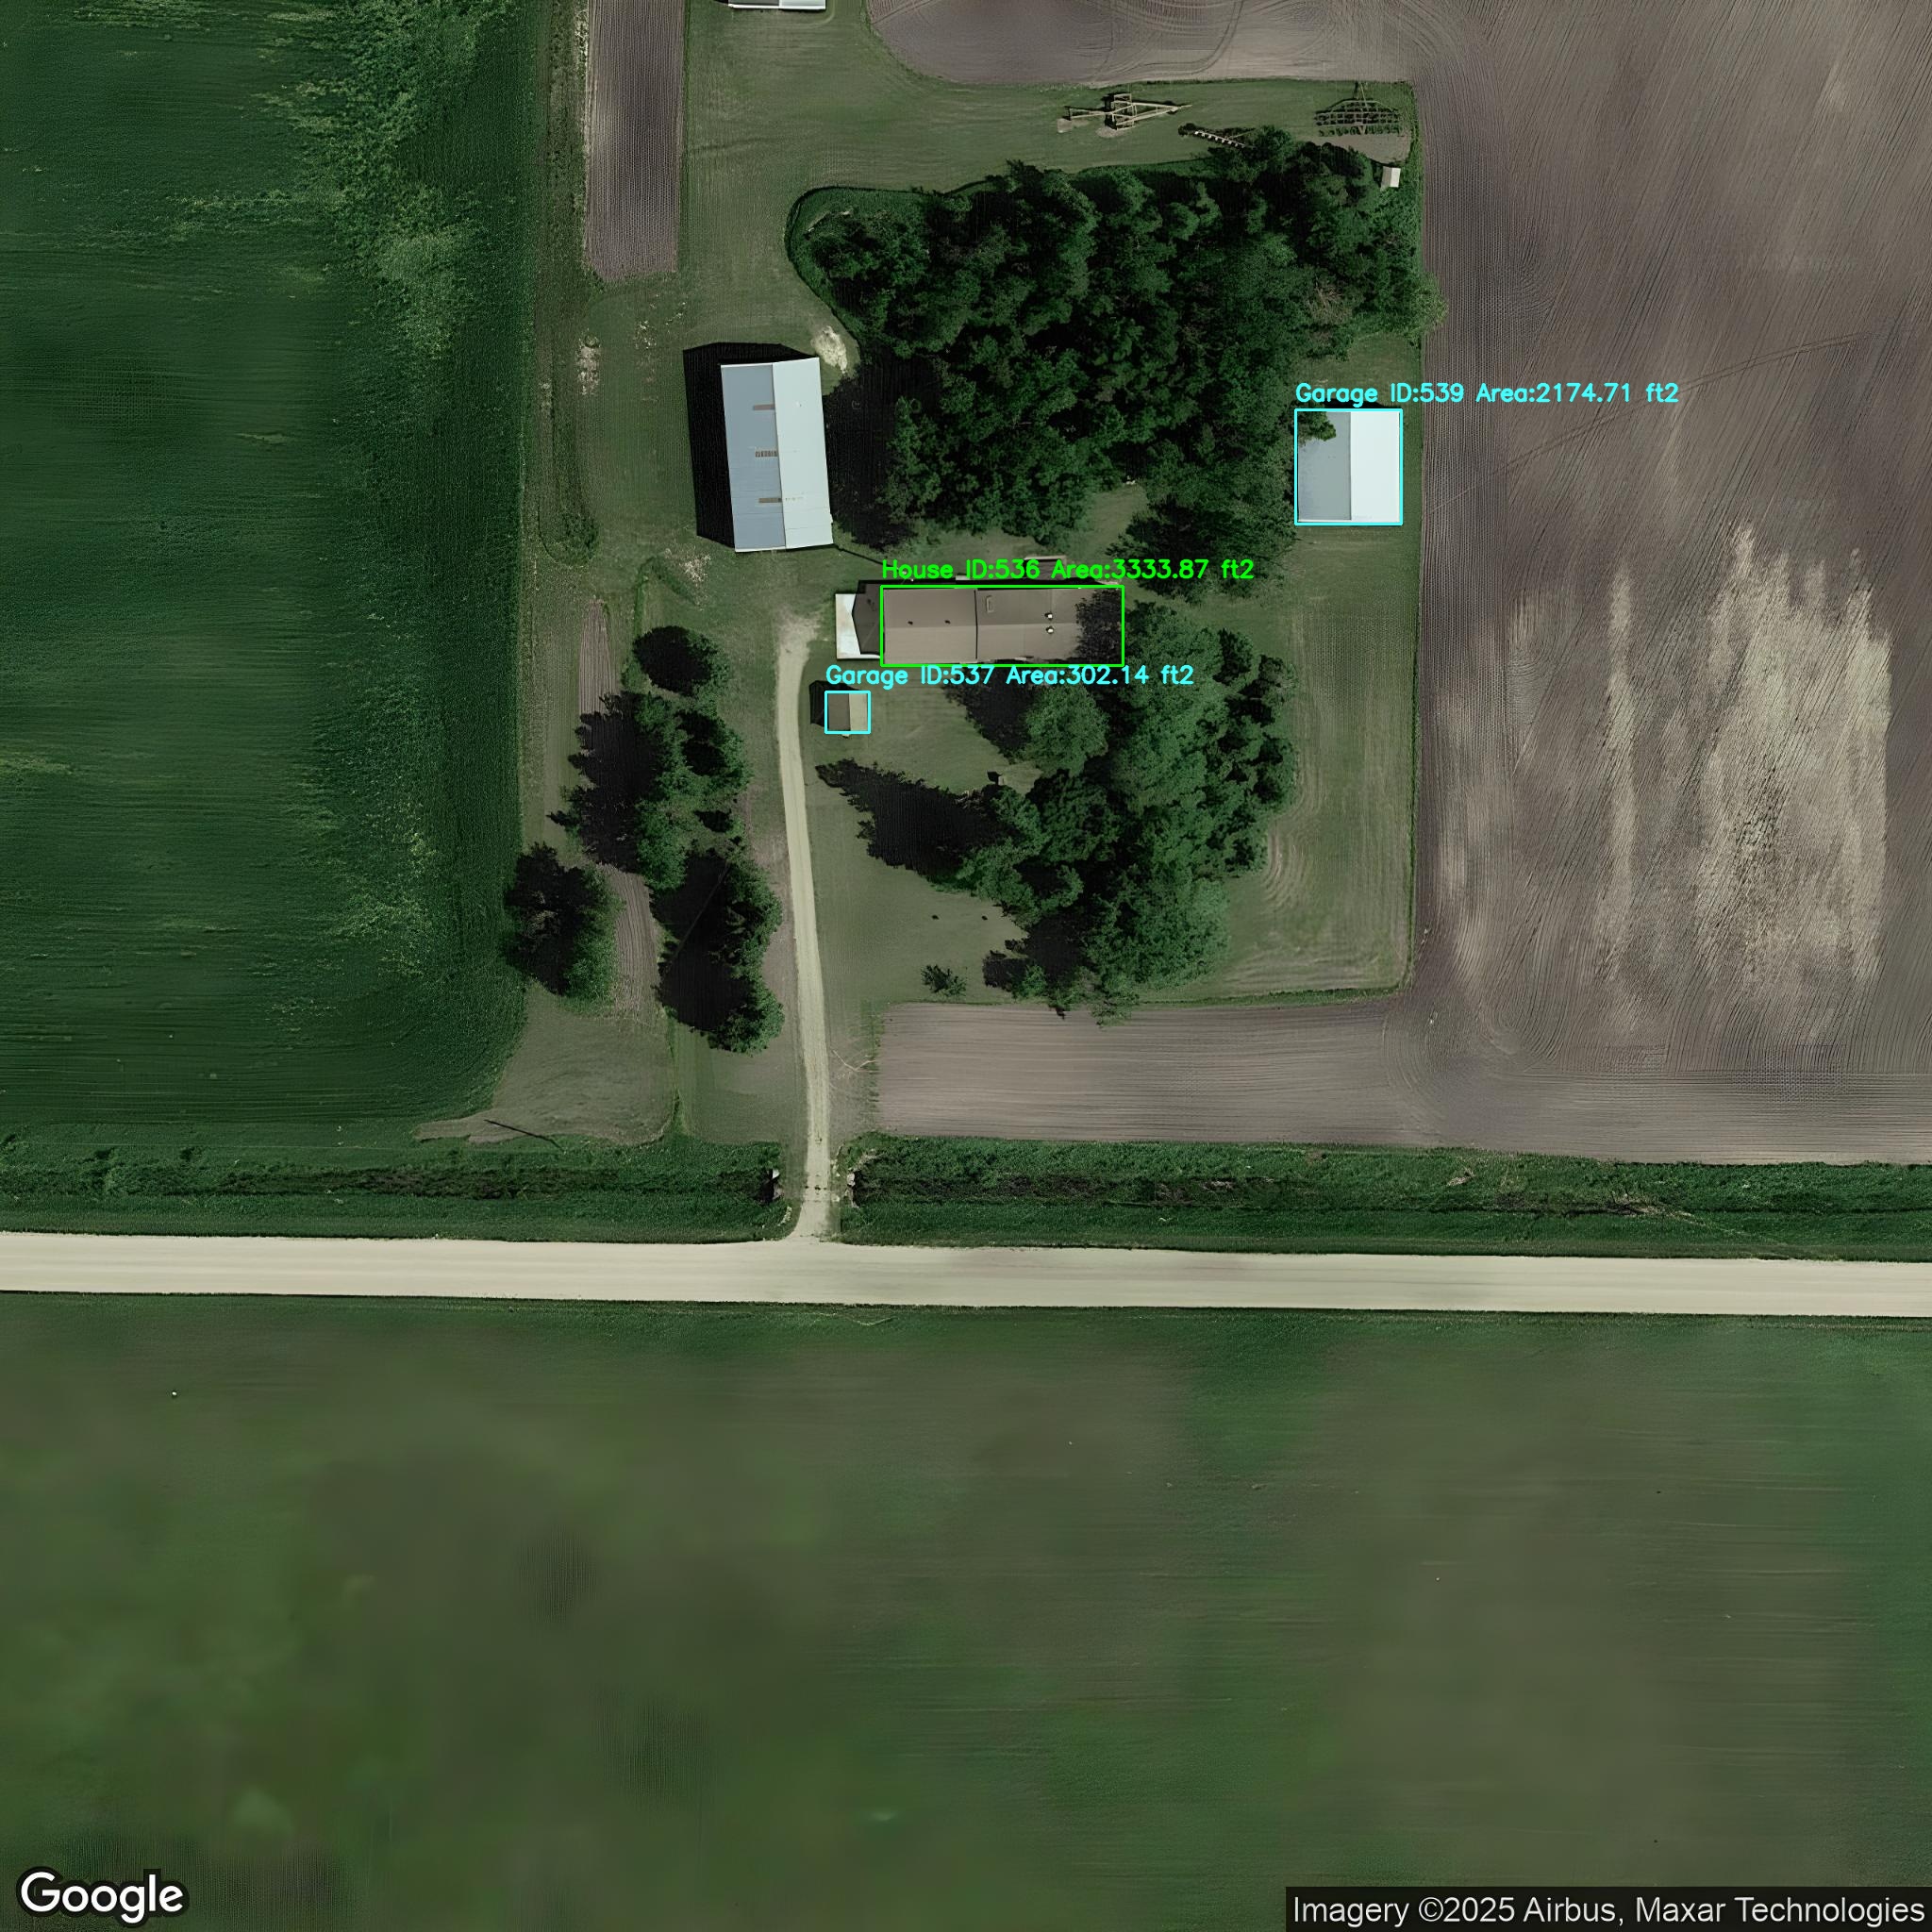 Garage ID:539 Area:2174.71 ft2
House ID:536 Area:3333.87 ft2
Garage ID:537 Area:302.14 ft2
Google
Imagery ©2025 Airbus, Maxar Technologies